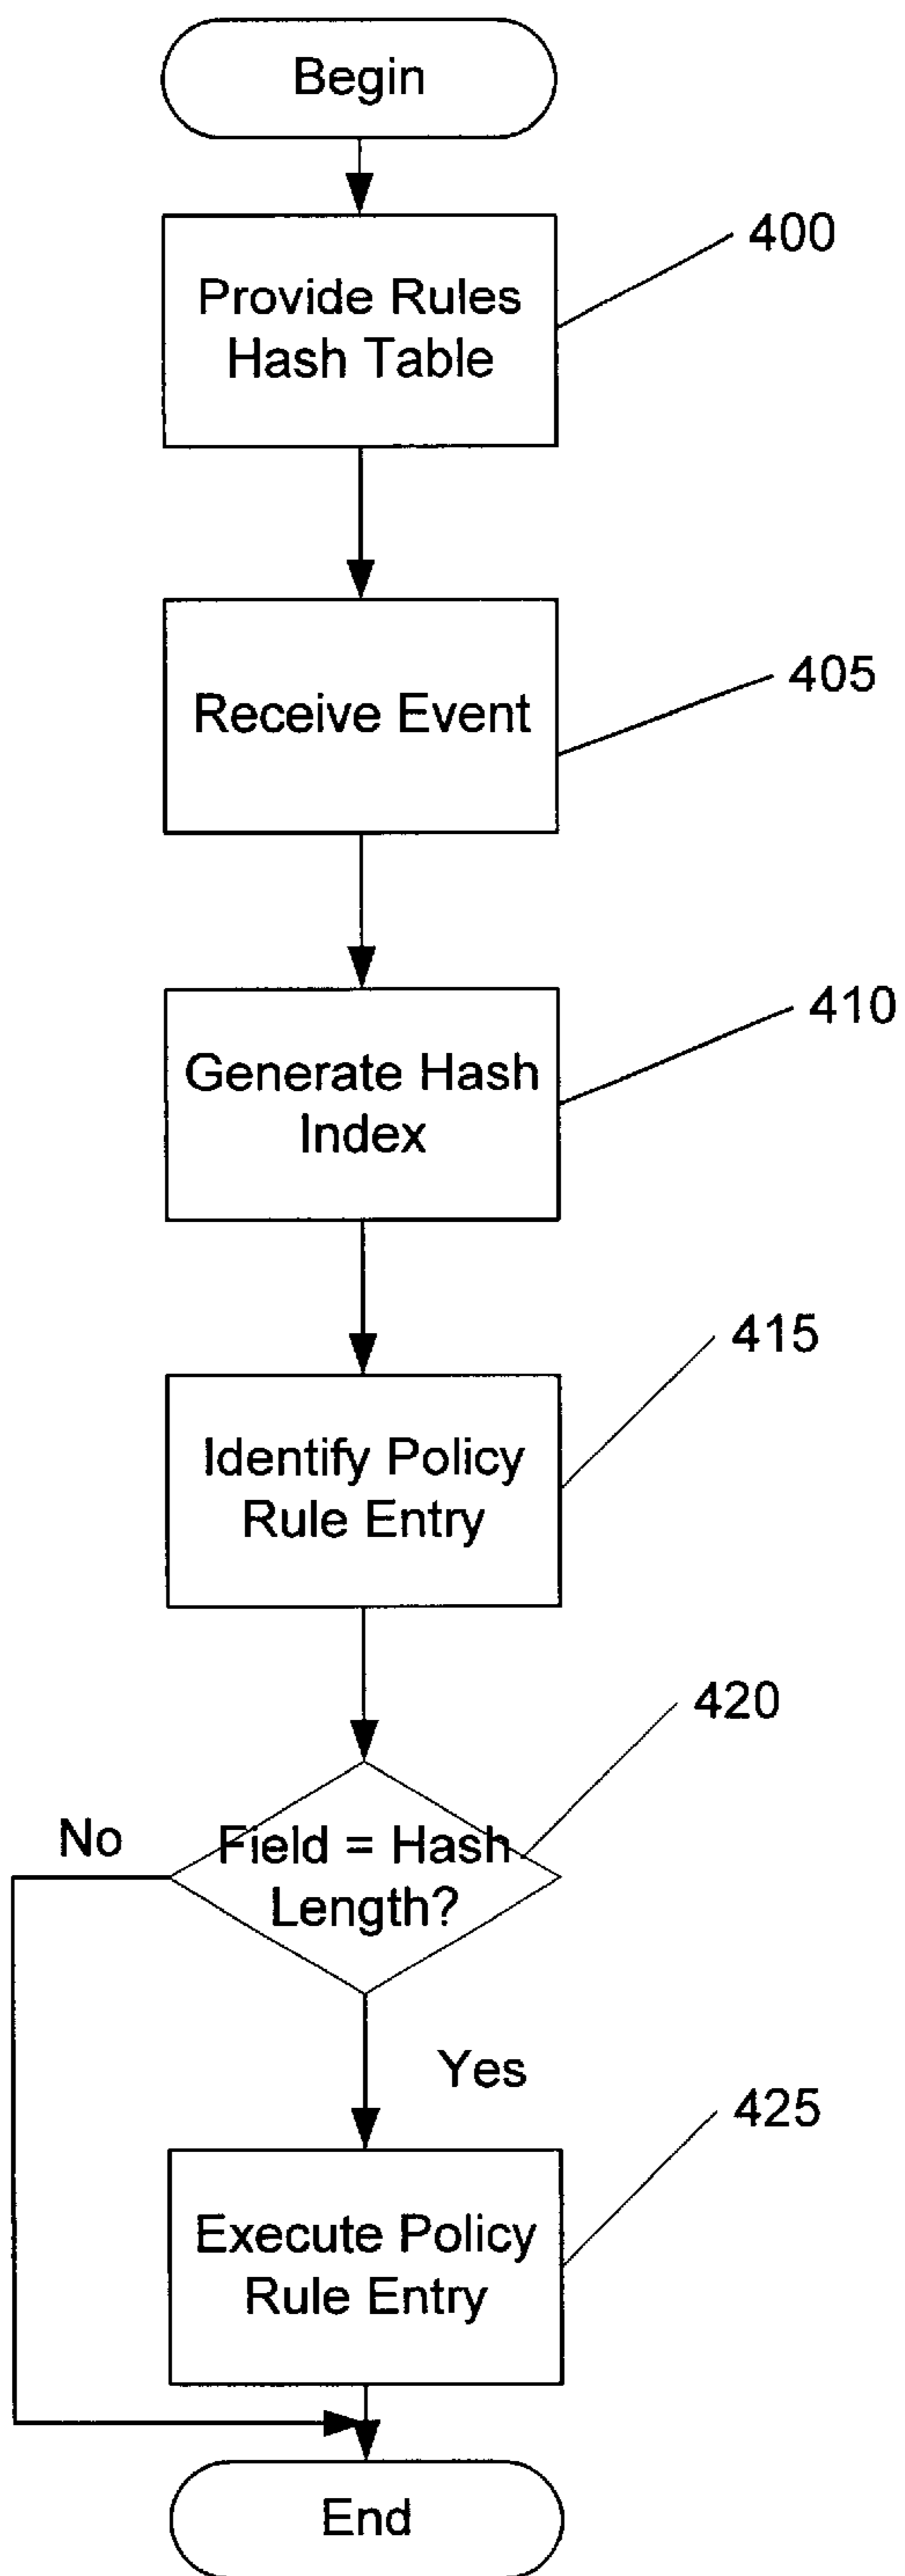 Begin
400
Provide Rules
Hash Table
405
Receive Event
410
Generate Hash
Index
415
Identify Policy
Rule Entry
420
No
Field = Hash
Length?
Yes
425
Execute Policy
Rule Entry
End